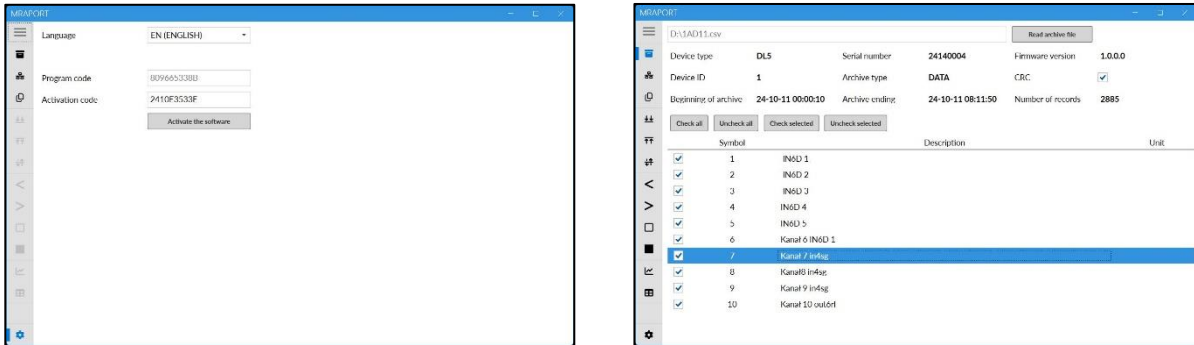 MRAPORT
Language EN (ENGLISH)
Program code 809665338B
Activation code 2410F3533F
Activate the software
MRAPORT
D:\1AD11.csv Read archive file
Device type DL5 Serial number 24140004 Firmware version 1.0.0.0
Device ID 1 Archive type DATA CRC
Beginning of archive 24-10-11 00:00:10 Archive ending 24-10-11 08:11:50 Number of records 2885
Check all Uncheck all Check selected Uncheck selected
Symbol Description Unit
1 IN6D 1
2 IN6D 2
3 IN6D 3
4 IN6D 4
5 IN6D 5
6 Kanał 6 IN6D 1
7 Kanał 7 in4sg
8 Kanał8 in4sg
9 Kanał 9 in4sg
10 Kanał 10 out6rl